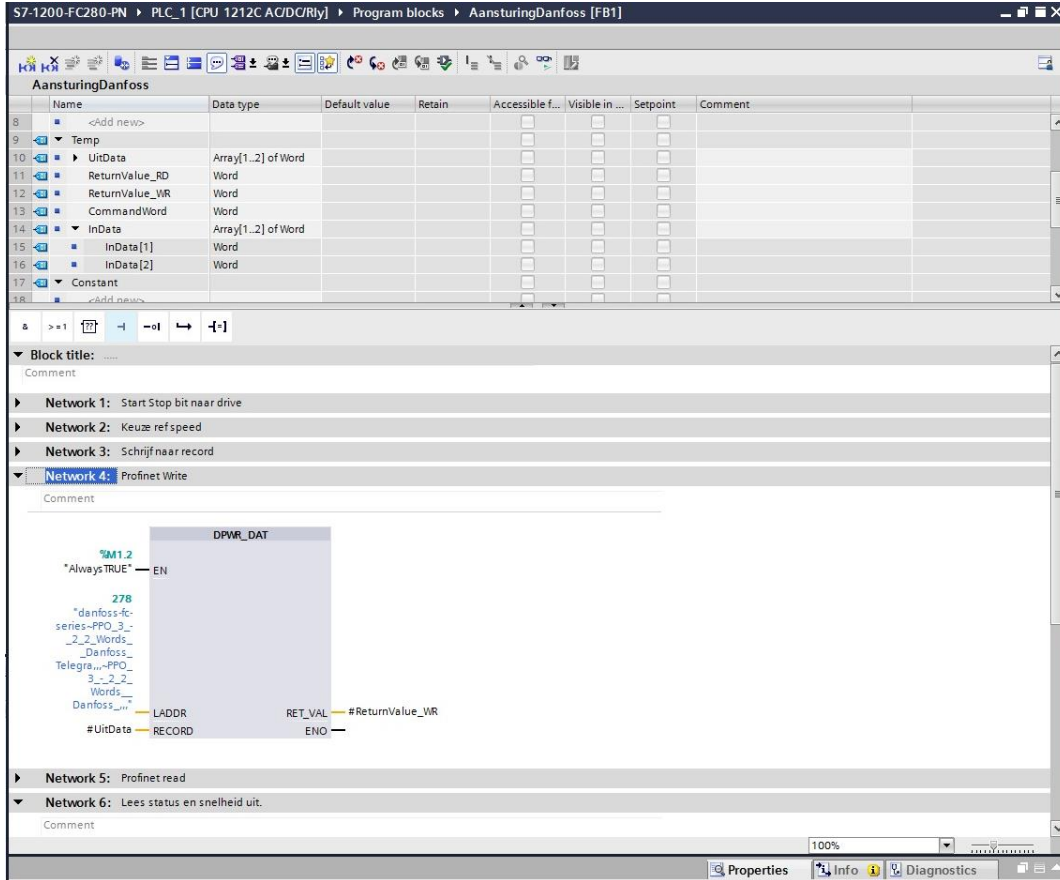 S7-1200-FC280-PN ▸ PLC_1 [CPU 1212C AC/DC/Rly] ▸ Program blocks ▸ AansturingDanfoss [FB1]
AansturingDanfoss
Name Data type Default value Retain Accessible f... Visible in ... Setpoint Comment
8 <Add new>
9 Temp
10 UitData Array[1..2] of Word
11 ReturnValue_RD Word
12 ReturnValue_WR Word
13 CommandWord Word
14 InData Array[1..2] of Word
15 InData[1] Word
16 InData[2] Word
17 Constant
18 <Add new>
& >=1 ??
Block title: .....
Comment
Network 1: Start Stop bit naar drive
Network 2: Keuze ref speed
Network 3: Schrijf naar record
Network 4: Profinet Write
Comment
DPWR_DAT
%M1.2
"AlwaysTRUE" EN
278
"danfoss-fc-
series~PPO_3_-
_2_2_Words_
_Danfoss_
Telegra,,,~PPO_
3_-_2_2_
Words__
Danfoss_,,,"
LADDR RET_VAL #ReturnValue_WR
#UitData RECORD ENO
Network 5: Profinet read
Network 6: Lees status en snelheid uit.
Comment
100%
Properties Info Diagnostics